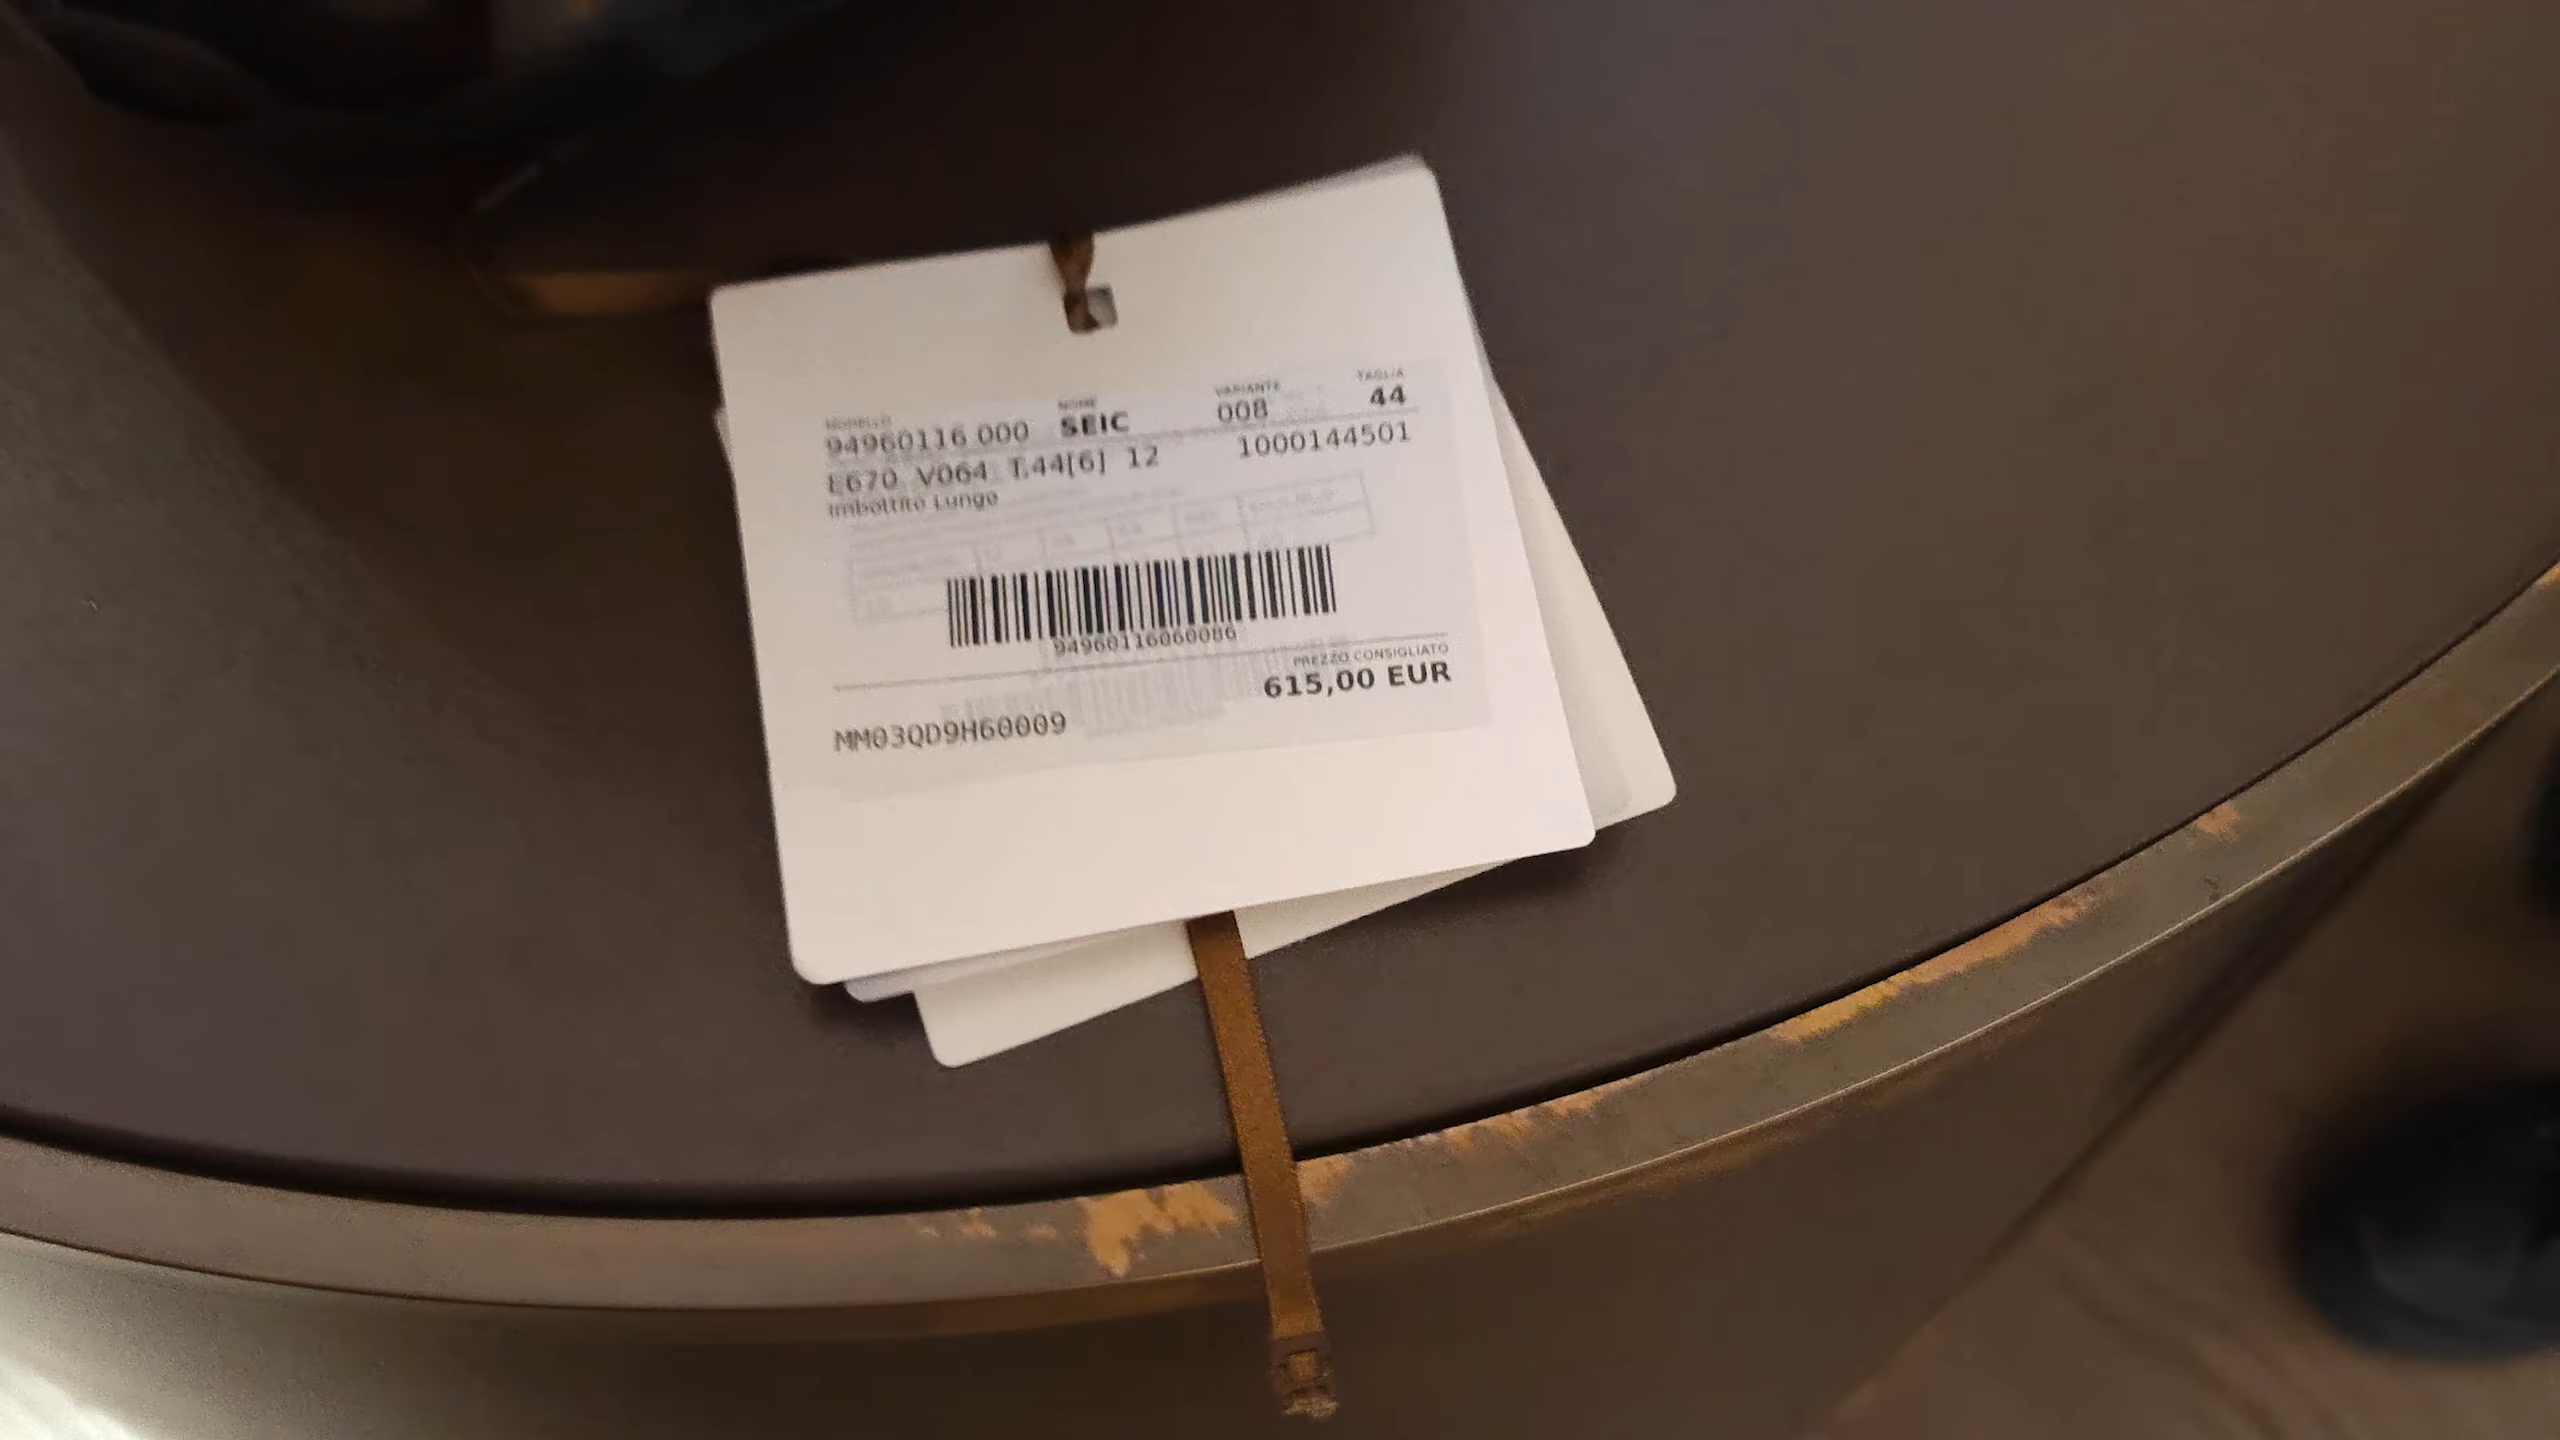 MODELLO NOME VARIANTE TAGLIA
94960116 000 SEIC 008 44
E670 V064 T.44[6] 12 1000144501
Imbottito Lungo
94960116060086
PREZZO CONSIGLIATO
615,00 EUR
MM03QD9H60009